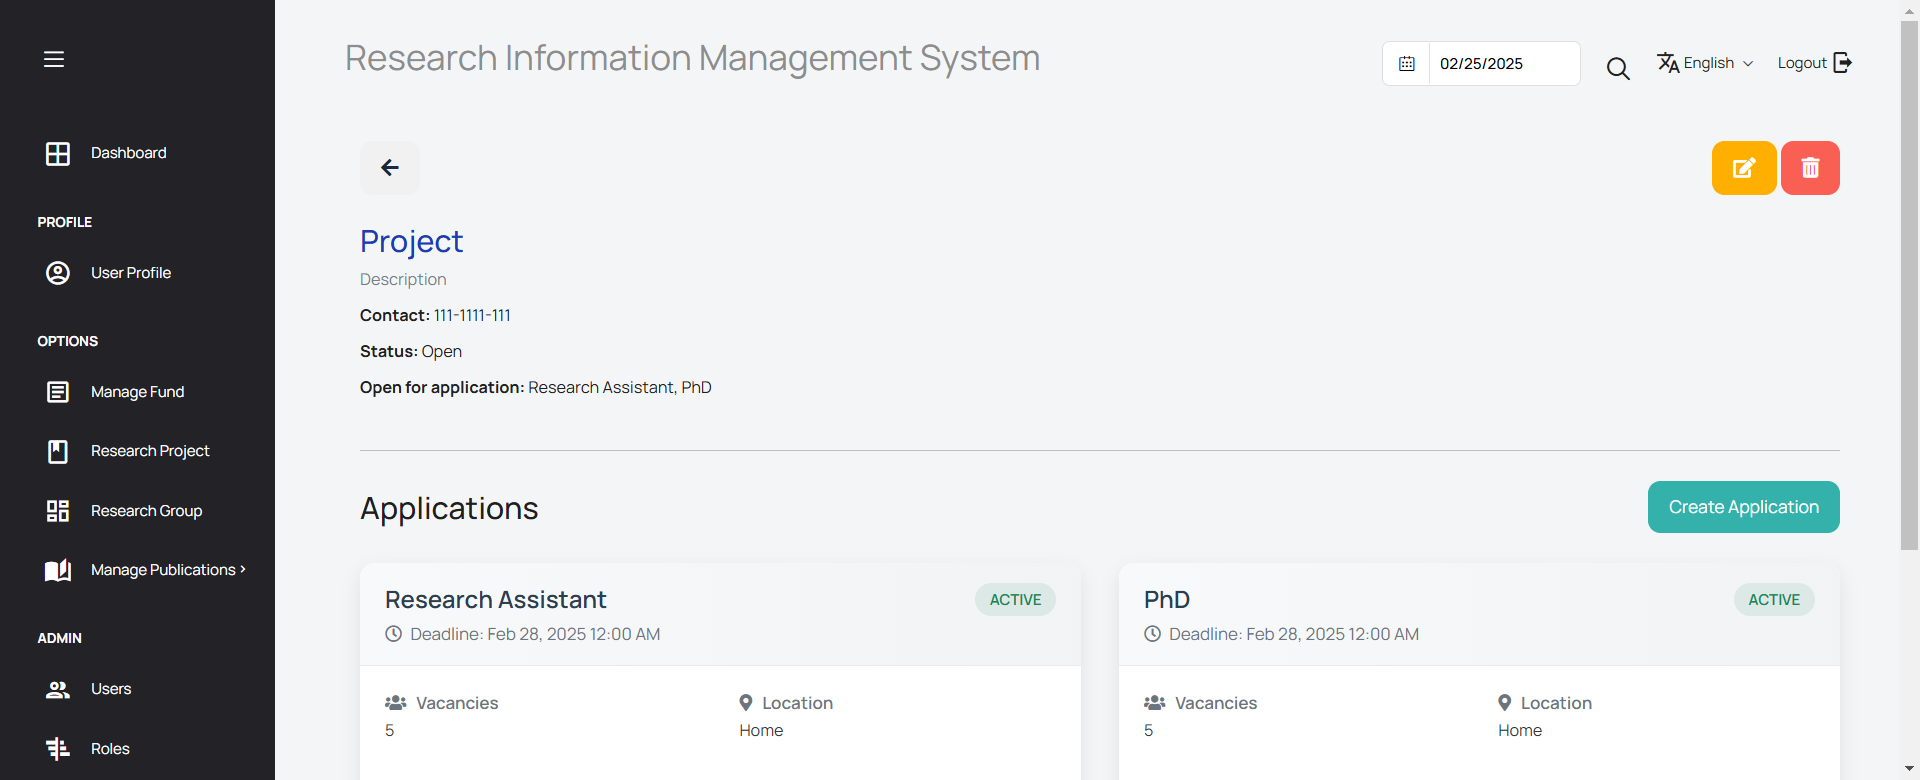 Research Information Management System
02/25/2025
English
Logout
Dashboard
PROFILE
User Profile
OPTIONS
Manage Fund
Research Project
Research Group
Manage Publications >
ADMIN
Users
Roles
Project
Description
Contact: 111-1111-111
Status: Open
Open for application: Research Assistant, PhD
Applications
Create Application
Research Assistant
ACTIVE
Deadline: Feb 28, 2025 12:00 AM
Vacancies
5
Location
Home
PhD
ACTIVE
Deadline: Feb 28, 2025 12:00 AM
Vacancies
5
Location
Home